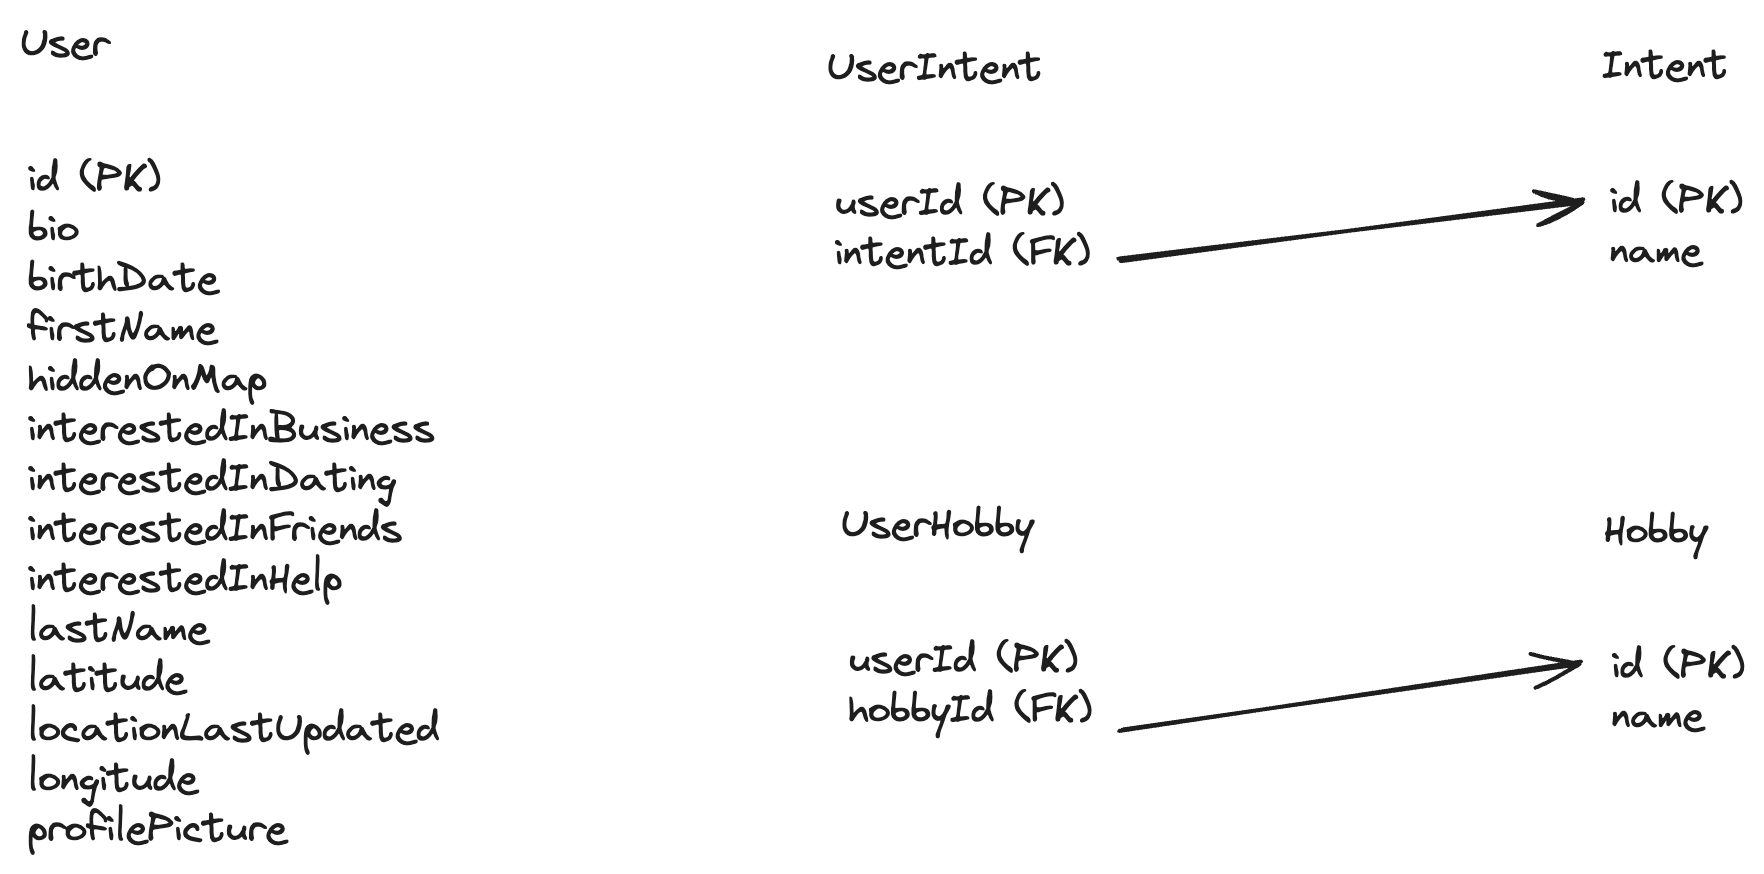 User
id (PK)
bio
birthDate
firstName
hiddenOnMap
interestedInBusiness
interestedInDating
interestedInFriends
interestedInHelp
lastName
latitude
locationLastUpdated
longitude
profilePicture
UserIntent
userId (PK)
intentId (FK)
Intent
id (PK)
name
UserHobby
userId (PK)
hobbyId (FK)
Hobby
id (PK)
name